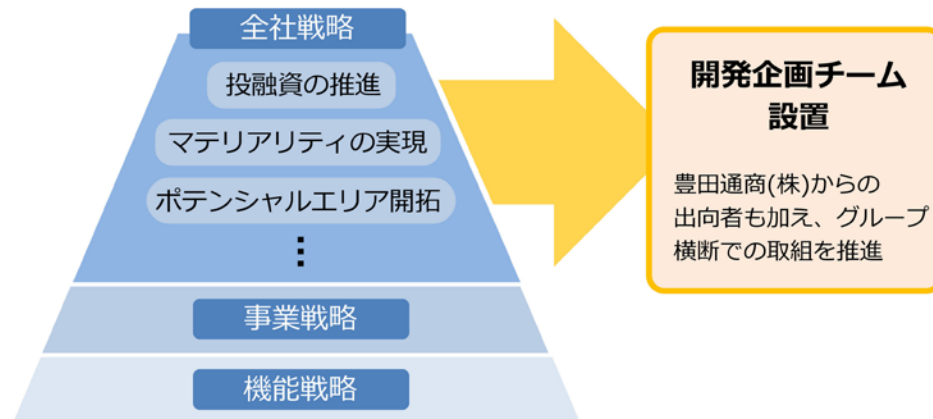 全社戦略
投融資の推進
マテリアリティの実現
ポテンシャルエリア開拓
⋮
事業戦略
機能戦略
開発企画チーム
設置
豊田通商(株)からの
出向者も加え、グループ
横断での取組を推進